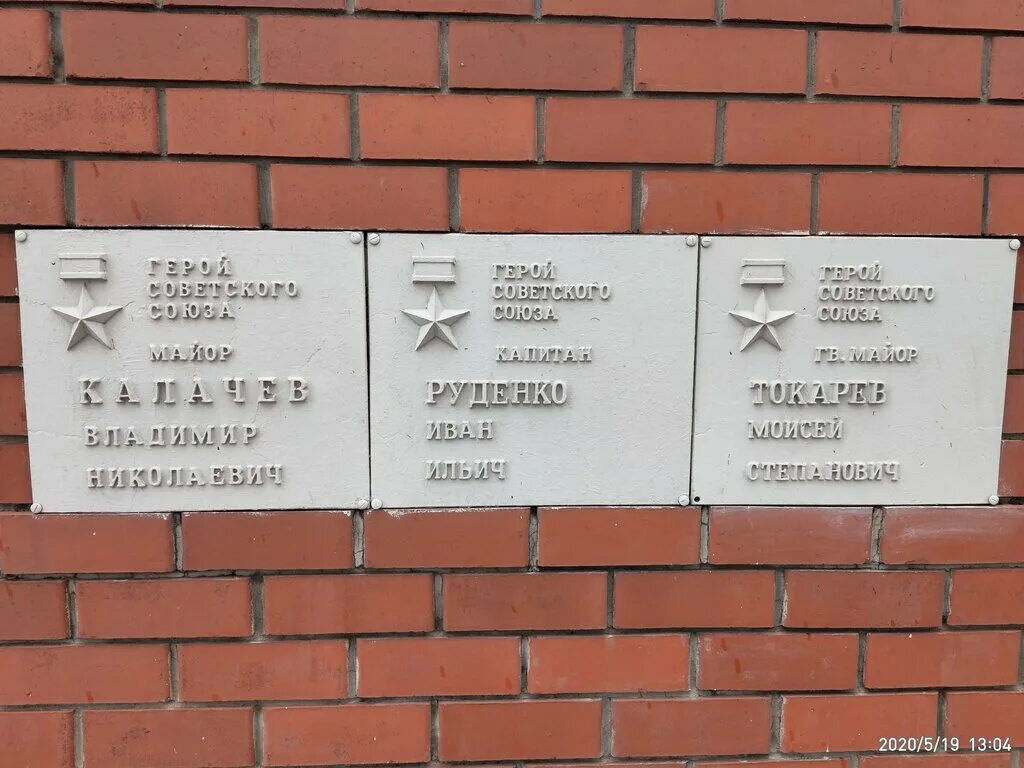 ГЕРОЙ
СОВЕТСКОГО
СОЮЗА
МАЙОР
КАЛАЧЕВ
ВЛАДИМИР
НИКОЛАЕВИЧ
ГЕРОЙ
СОВЕТСКОГО
СОЮЗА
КАПИТАН
РУДЕНКО
ИВАН
ИЛЬИЧ
ГЕРОЙ
СОВЕТСКОГО
СОЮЗА
ГВ. МАЙОР
ТОКАРЕВ
МОИСЕЙ
СТЕПАНОВИЧ
2020/5/19 13:04